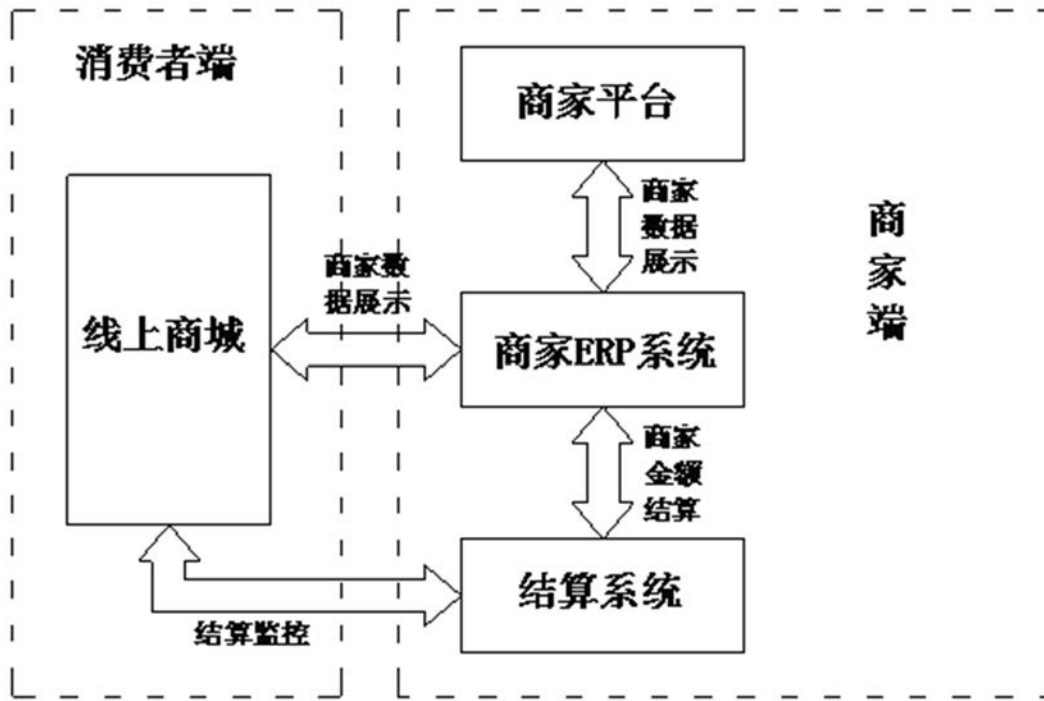 消费者端
线上商城
商家数
据展示
结算监控
商家平台
商家
数据
展示
商家ERP系统
商家
金额
结算
结算系统
商
家
端